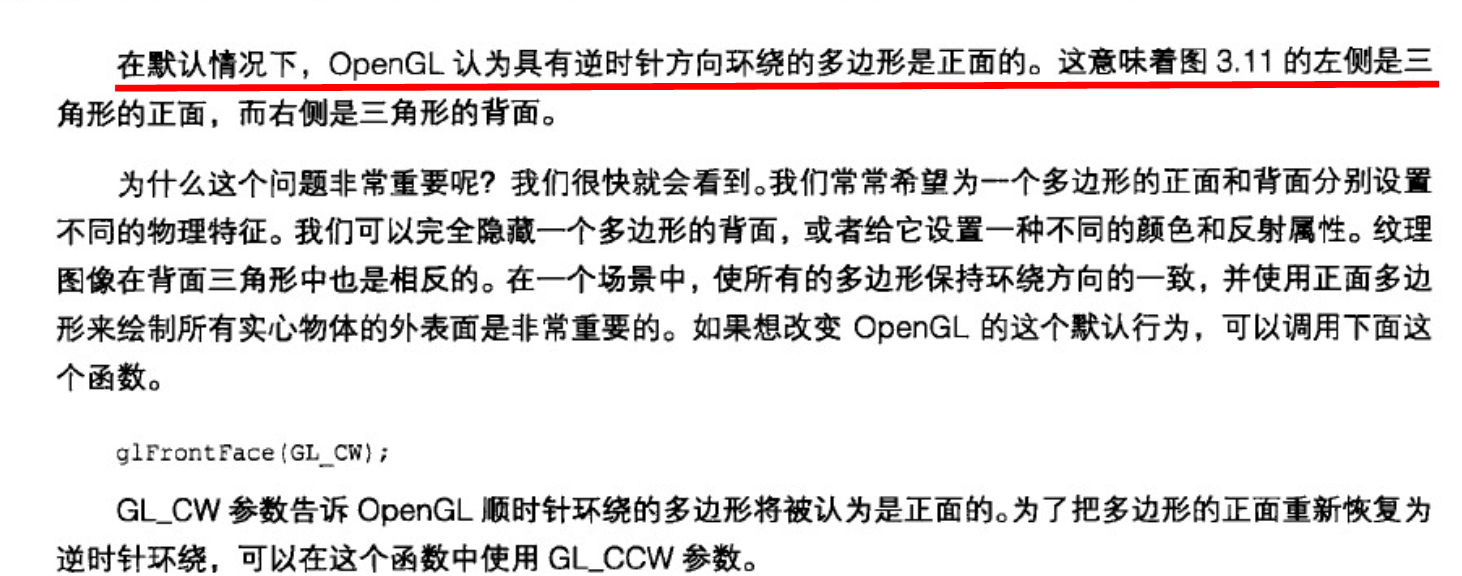 在默认情况下，OpenGL 认为具有逆时针方向环绕的多边形是正面的。这意味着图 3.11 的左侧是三
角形的正面，而右侧是三角形的背面。
为什么这个问题非常重要呢？我们很快就会看到。我们常常希望为一个多边形的正面和背面分别设置
不同的物理特征。我们可以完全隐藏一个多边形的背面，或者给它设置一种不同的颜色和反射属性。纹理
图像在背面三角形中也是相反的。在一个场景中，使所有的多边形保持环绕方向的一致，并使用正面多边
形来绘制所有实心物体的外表面是非常重要的。如果想改变 OpenGL 的这个默认行为，可以调用下面这
个函数。
glFrontFace(GL_CW);
GL_CW 参数告诉 OpenGL 顺时针环绕的多边形将被认为是正面的。为了把多边形的正面重新恢复为
逆时针环绕，可以在这个函数中使用 GL_CCW 参数。